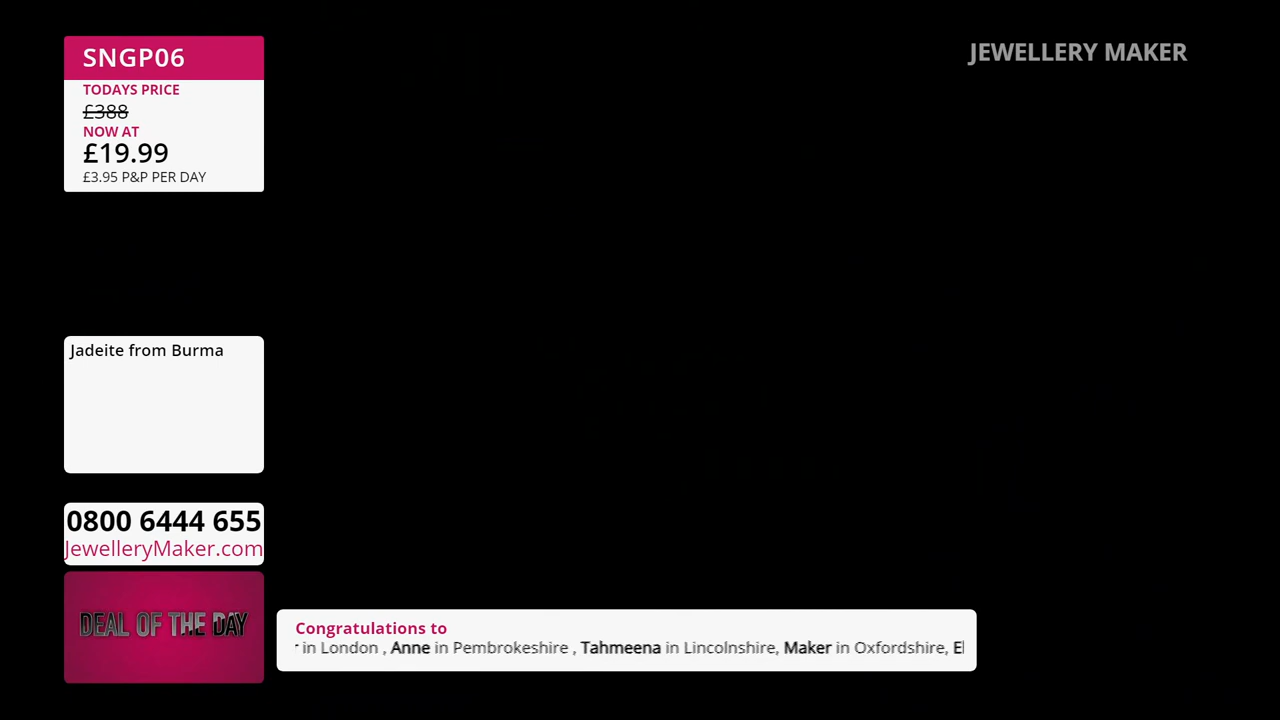 SNGP06
TODAYS PRICE
£388
NOW AT
£19.99
£3.95 P&P PER DAY
JEWELLERY MAKER
Jadeite from Burma
0800 6444 655
JewelleryMaker.com
DEAL OF THE DAY
Congratulations to
in London , Anne in Pembrokeshire , Tahmeena in Lincolnshire, Maker in Oxfordshire,